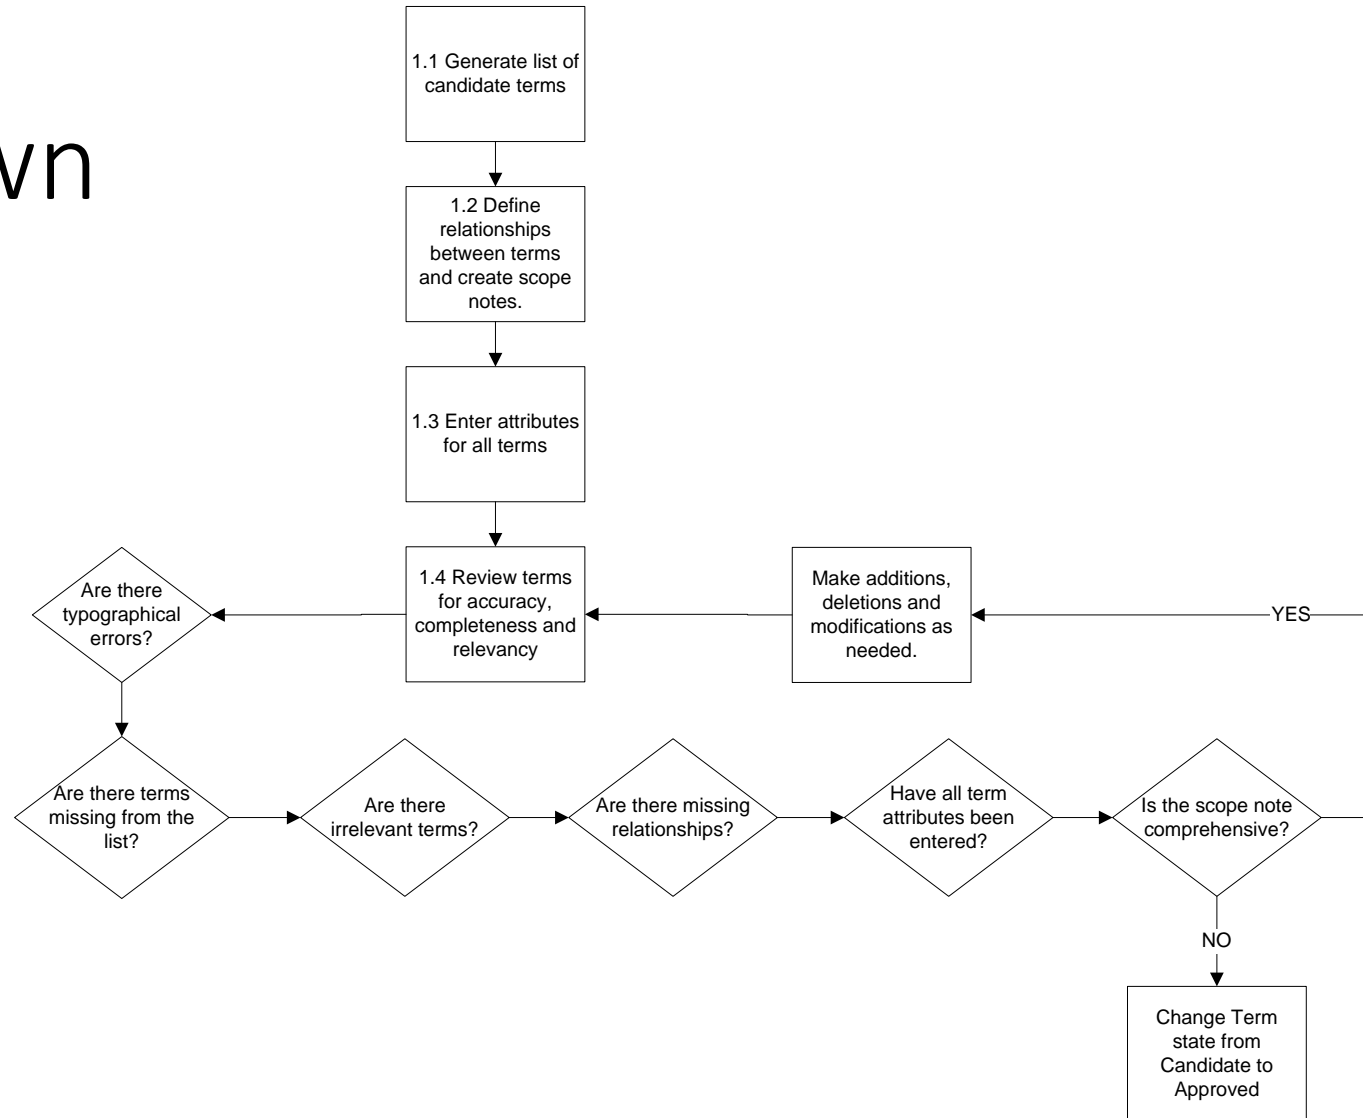 1.1 Generate list of
candidate terms
wn
1.2 Define
relationships
between terms
and create scope
notes.
1.3 Enter attributes
for all terms
Are there
typographical
errors?
1.4 Review terms
for accuracy,
completeness and
relevancy
Make additions,
deletions and
modifications as
needed.
YES
Are there terms
missing from the
list?
Are there
irrelevant terms?
Are there missing
relationships?
Have all term
attributes been
entered?
Is the scope note
comprehensive?
NO
Change Term
state from
Candidate to
Approved